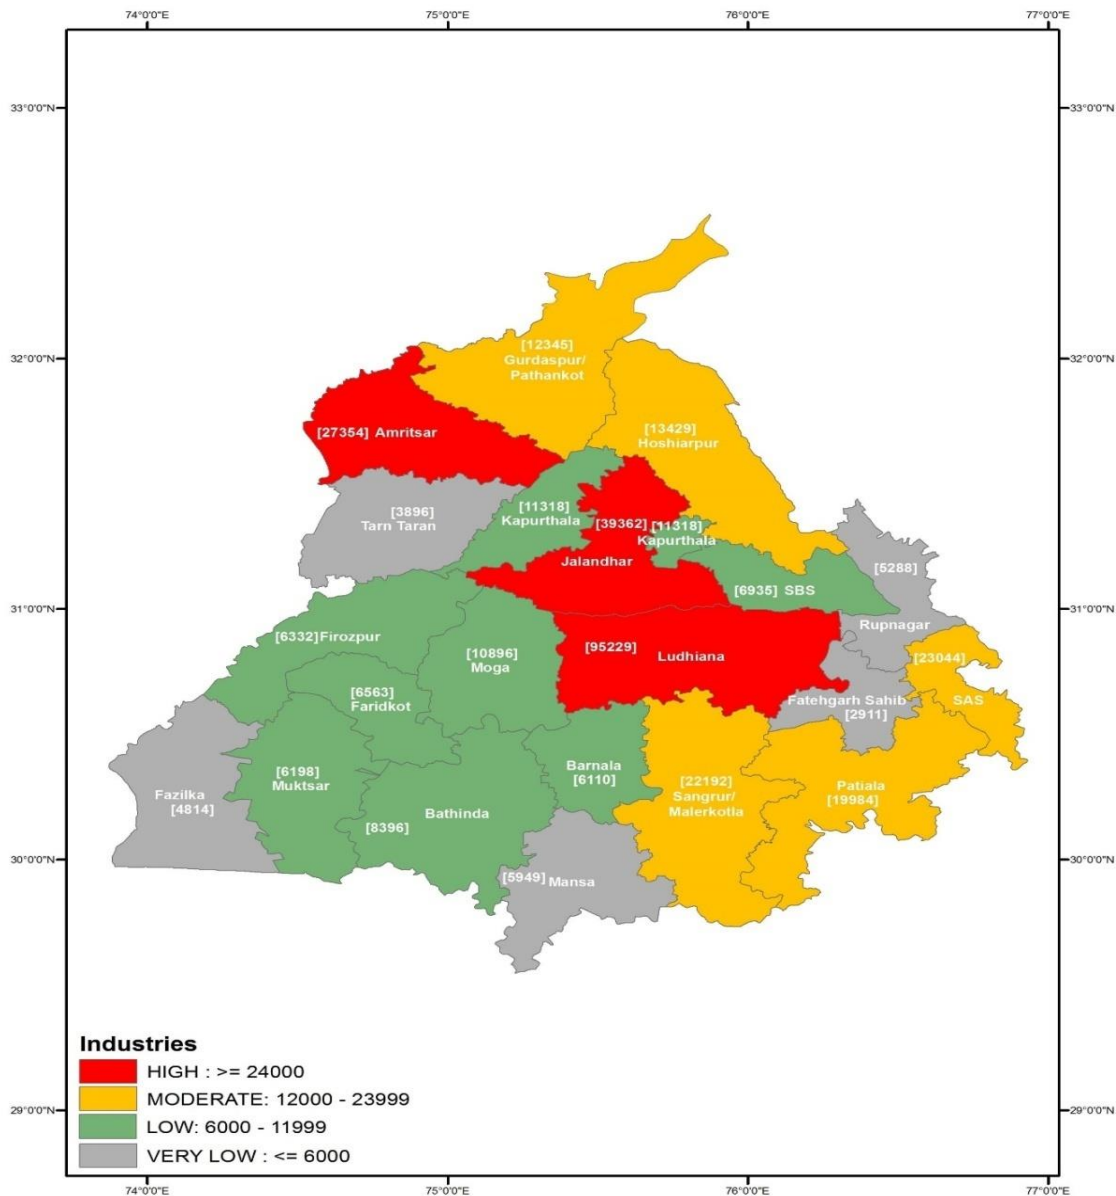 74°0'0"E 75°0'0"E 76°0'0"E 77°0'0"E
33°0'0"N 33°0'0"N
32°0'0"N 32°0'0"N
[12345]
Gurdaspur/
Pathankot
[27354] Amritsar
[13429]
Hoshiarpur
[3896]
Tarn Taran
[11318]
Kapurthala
[39362]
Jalandhar
[11318]
Kapurthala
[6935] SBS
[5288]
Rupnagar
31°0'0"N 31°0'0"N
[6332]Firozpur
[10896]
Moga
[95229] Ludhiana
[23044]
SAS
[6563]
Faridkot
Fatehgarh Sahib
[2911]
Fazilka
[4814]
[6198]
Muktsar
[8396] Bathinda
Barnala
[6110]
[22192]
Sangrur/
Malerkotla
Patiala
[19984]
[5949] Mansa
30°0'0"N 30°0'0"N
Industries
HIGH : >= 24000
MODERATE: 12000 - 23999
LOW: 6000 - 11999
VERY LOW : <= 6000
29°0'0"N 29°0'0"N
74°0'0"E 75°0'0"E 76°0'0"E 77°0'0"E